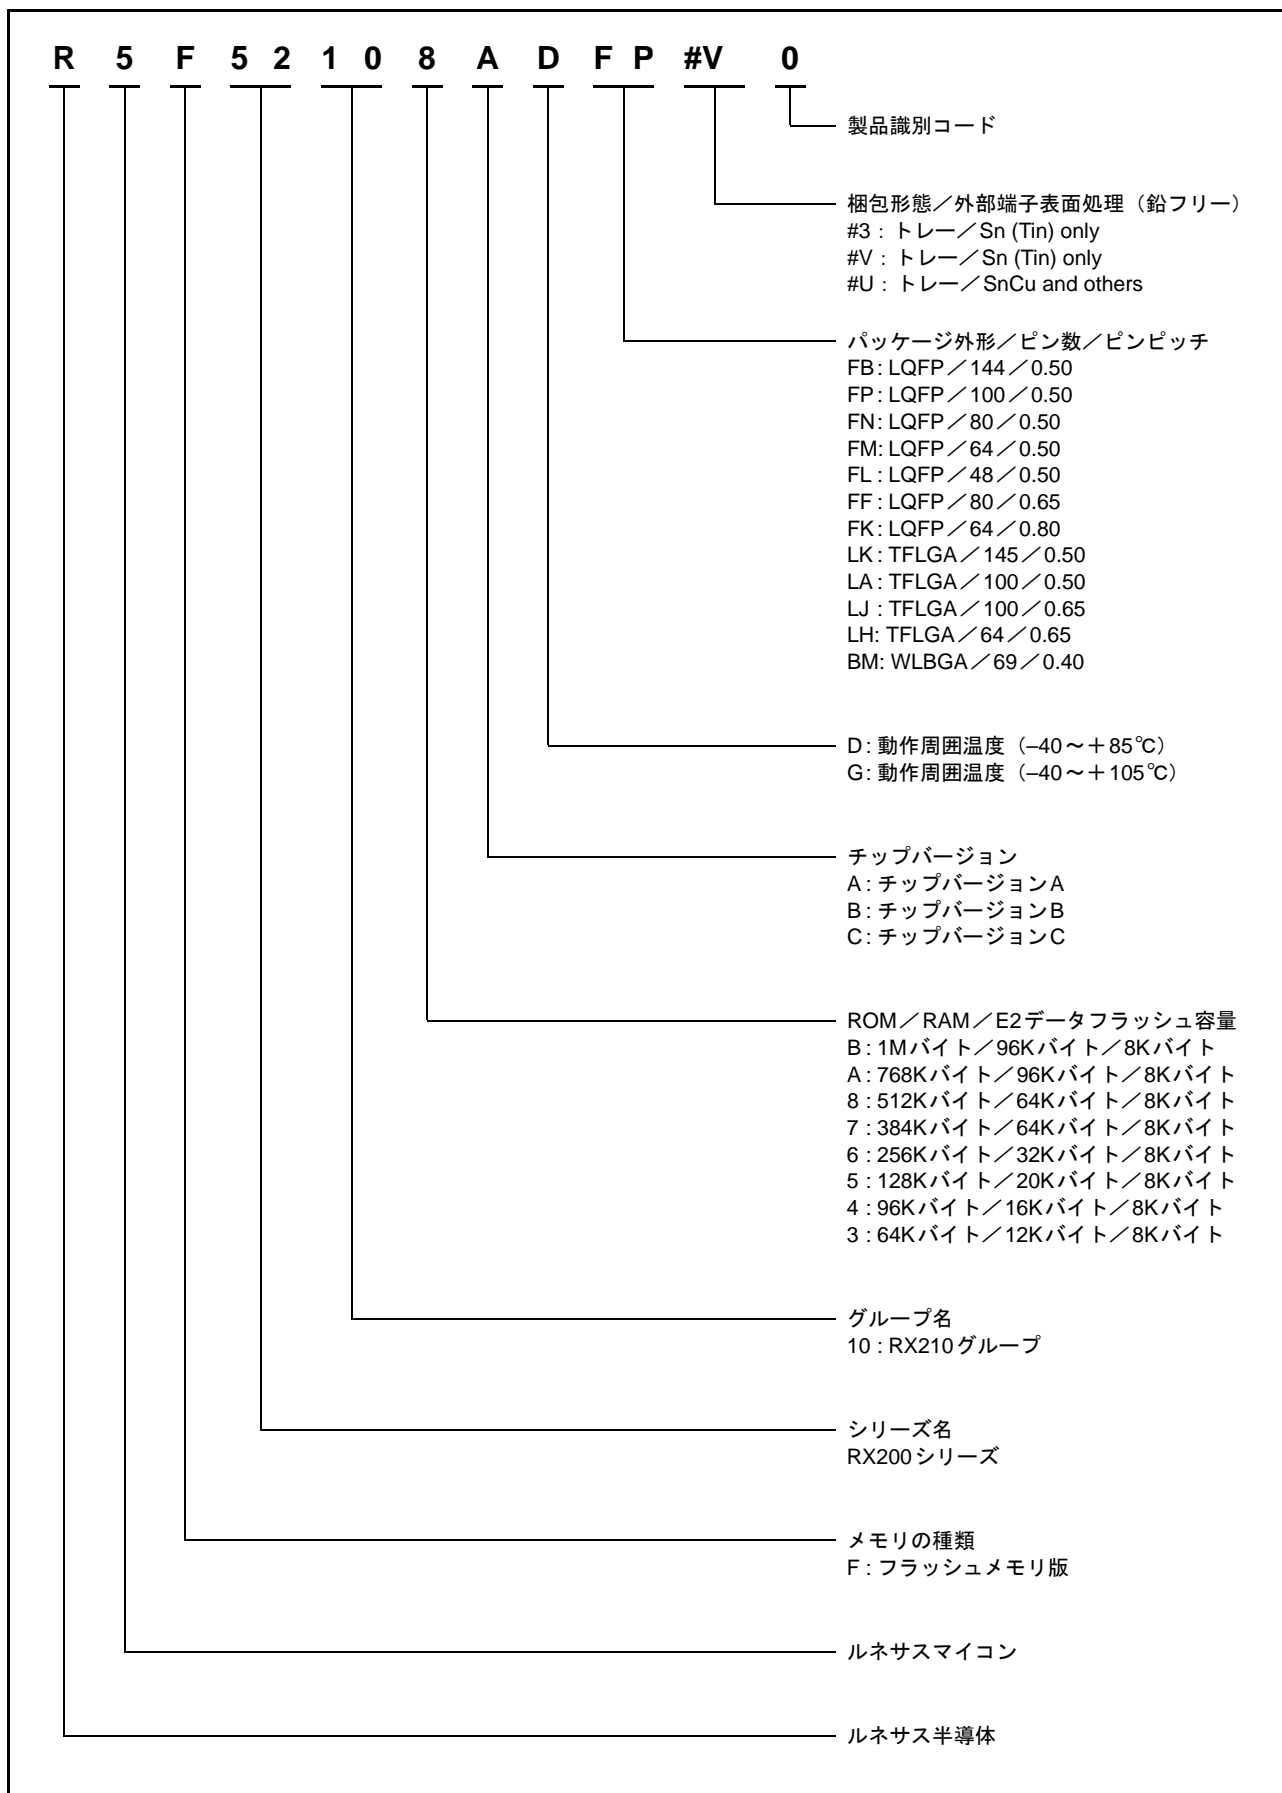 R 5 F 5 2 1 0 8 A D F P #V 0
製品識別コード
梱包形態／外部端子表面処理（鉛フリー）
#3 : トレー／Sn (Tin) only
#V : トレー／Sn (Tin) only
#U : トレー／SnCu and others
パッケージ外形／ピン数／ピンピッチ
FB : LQFP／144／0.50
FP : LQFP／100／0.50
FN : LQFP／80／0.50
FM: LQFP／64／0.50
FL : LQFP／48／0.50
FF : LQFP／80／0.65
FK : LQFP／64／0.80
LK : TFLGA／145／0.50
LA : TFLGA／100／0.50
LJ : TFLGA／100／0.65
LH: TFLGA／64／0.65
BM: WLBGA／69／0.40
D : 動作周囲温度（–40～＋85℃）
G : 動作周囲温度（–40～＋105℃）
チップバージョン
A : チップバージョンA
B : チップバージョンB
C : チップバージョンC
ROM／RAM／E2データフラッシュ容量
B : 1Mバイト／96Kバイト／8Kバイト
A : 768Kバイト／96Kバイト／8Kバイト
8 : 512Kバイト／64Kバイト／8Kバイト
7 : 384Kバイト／64Kバイト／8Kバイト
6 : 256Kバイト／32Kバイト／8Kバイト
5 : 128Kバイト／20Kバイト／8Kバイト
4 : 96Kバイト／16Kバイト／8Kバイト
3 : 64Kバイト／12Kバイト／8Kバイト
グループ名
10 : RX210グループ
シリーズ名
RX200シリーズ
メモリの種類
F : フラッシュメモリ版
ルネサスマイコン
ルネサス半導体